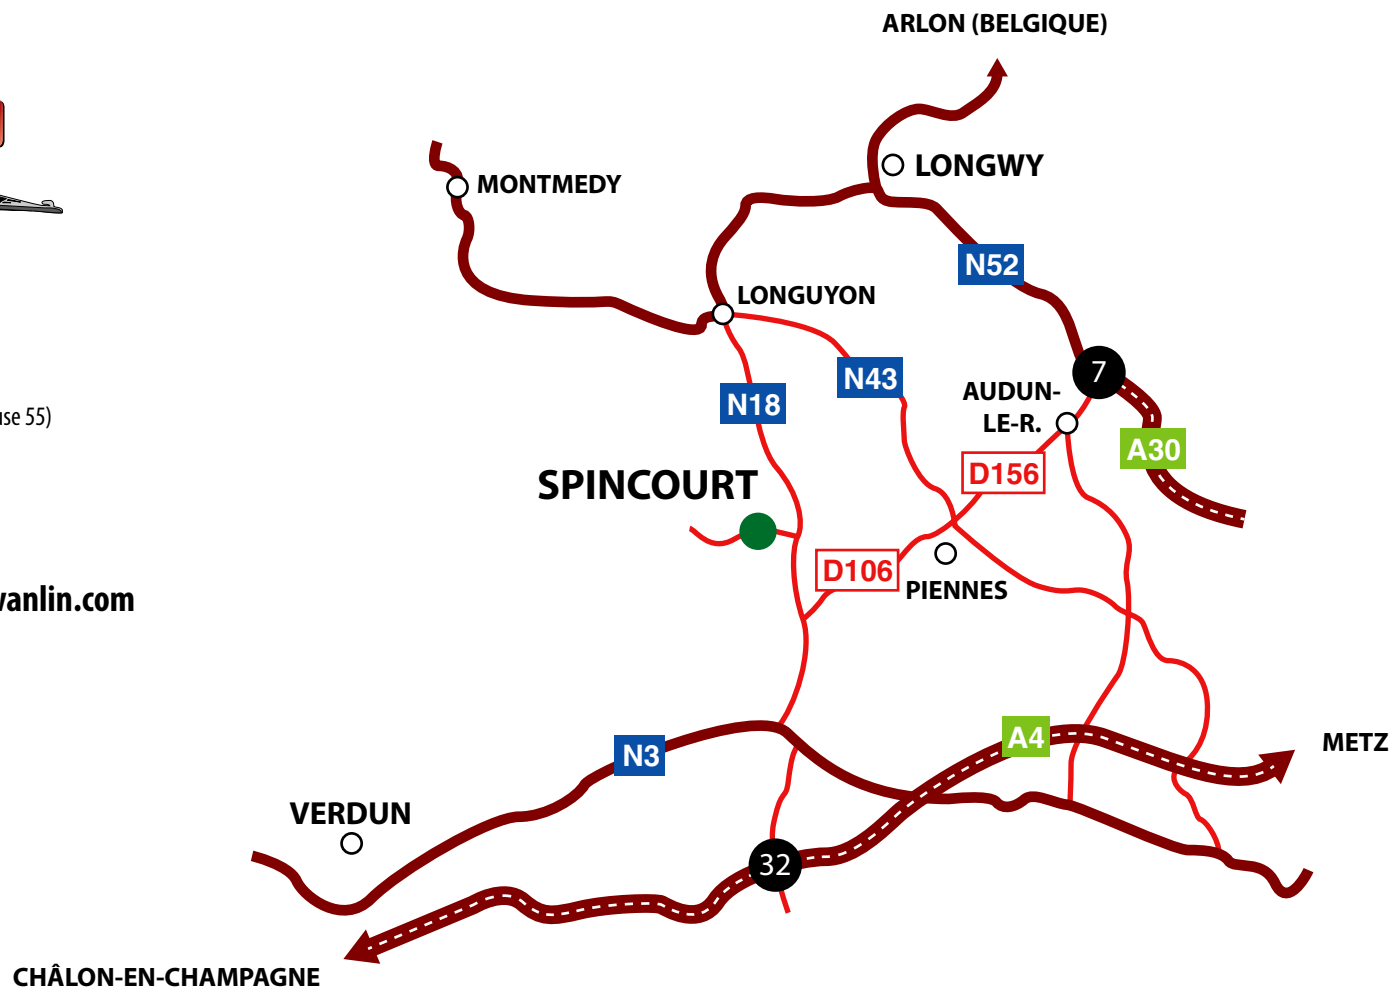 ARLON (BELGIQUE)
LONGWY
MONTMEDY
N52
LONGUYON
7
N43
AUDUN-
LE-R.
N18
55)
A30
D156
SPINCOURT
D106
PIENNES
vanlin.com
A4
METZ
N3
VERDUN
32
CHÂLON-EN-CHAMPAGNE